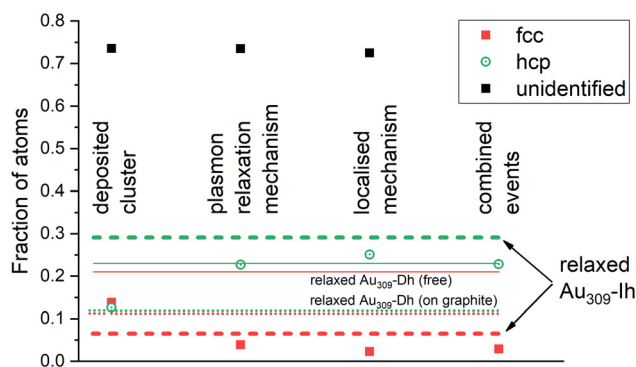 fcc
hcp
unidentified
Fraction of atoms
0.8
0.7
0.6
0.5
0.4
0.3
0.2
0.1
0.0
deposited
cluster
plasmon
relaxation
mechanism
localised
mechanism
combined
events
relaxed Au309-Dh (free)
relaxed Au309-Dh (on graphite)
relaxed
Au309-Ih